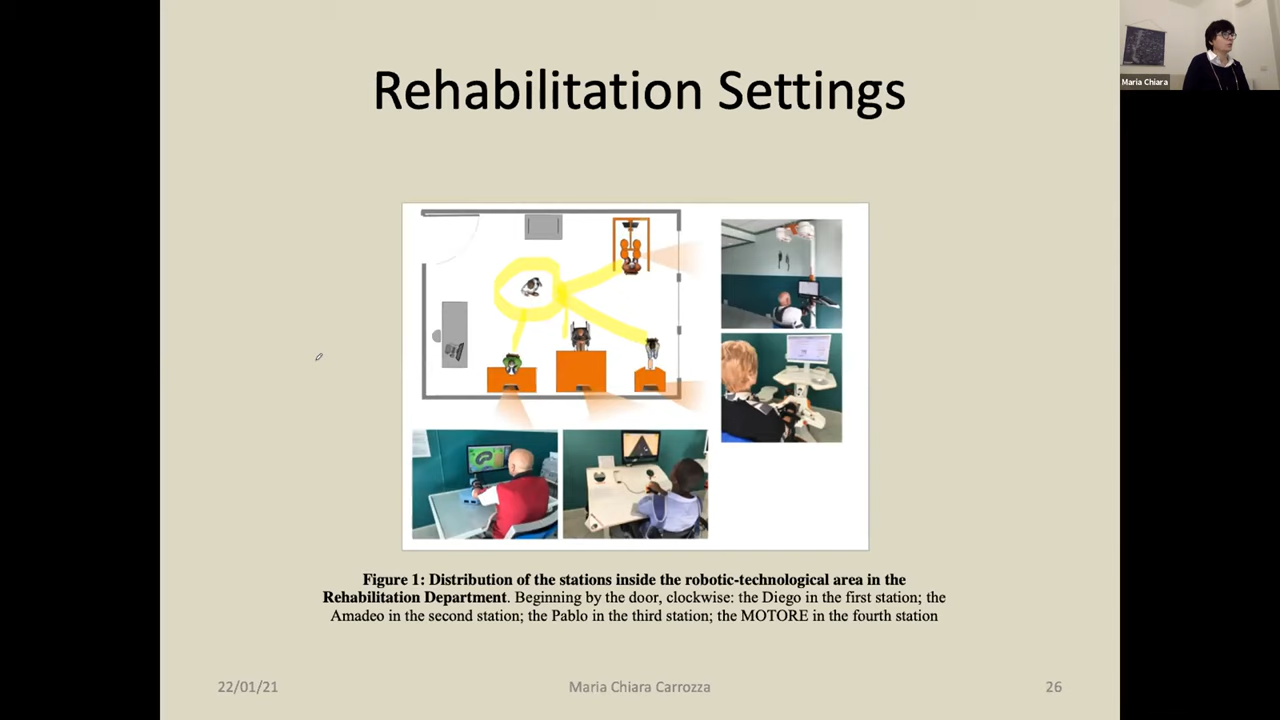 Rehabilitation Settings
Maria Chiara
Figure 1: Distribution of the stations inside the robotic-technological area in the
Rehabilitation Department. Beginning by the door, clockwise: the Diego in the first station; the
Amadeo in the second station; the Pablo in the third station; the MOTORE in the fourth station
22/01/21
Maria Chiara Carrozza
26